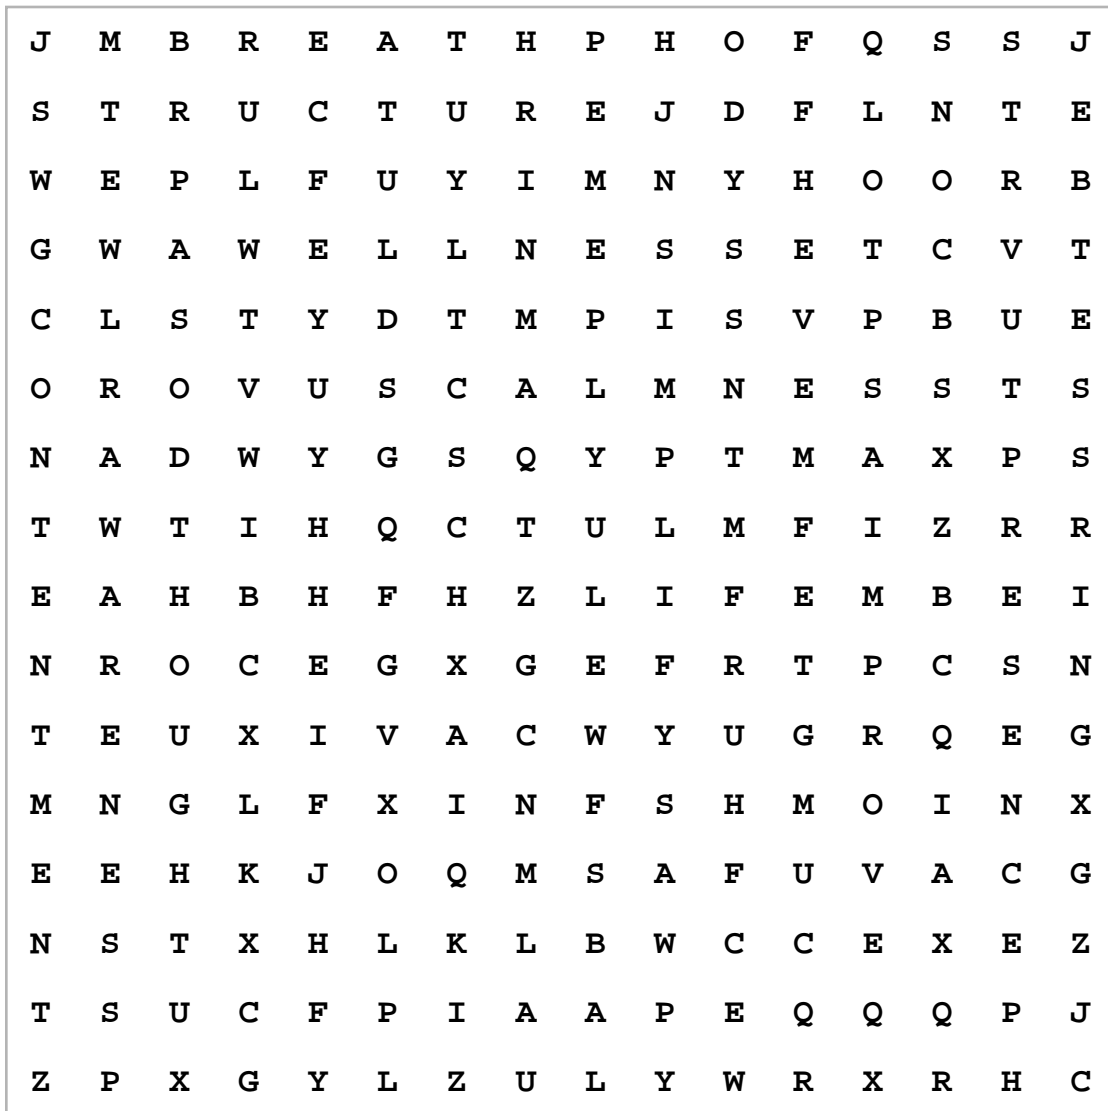 J M B R E A T H P H O F Q S S J
S T R U C T U R E J D F L N T E
W E P L F U Y I M N Y H O O R B
G W A W E L L N E S S E T C V T
C L S T Y D T M P I S V P B U E
O R O V U S C A L M N E S S T S
N A D W Y G S Q Y P T M A X P S
T W T I H Q C T U L M F I Z R R
E A H B H F H Z L I F E M B E I
N R O C E G X G E F R T P C S N
T E U X I V A C W Y U G R Q E G
M N G L F X I N F S H M O I N X
E E H K J O Q M S A F U V A C G
N S T X H L K L B W C C E X E Z
T S U C F P I A A P E Q Q Q P J
Z P X G Y L Z U L Y W R X R H C